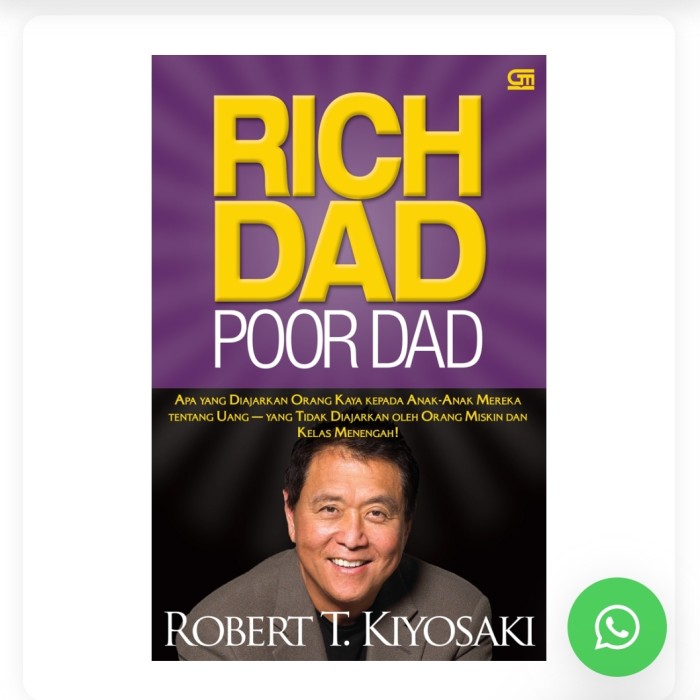 RICH
DAD
POOR DAD
Apa yang Diajarkan Orang Kaya kepada Anak-Anak Mereka
tentang Uang — yang Tidak Diajarkan oleh Orang Miskin dan
Kelas Menengah!
Robert T. Kiyosaki